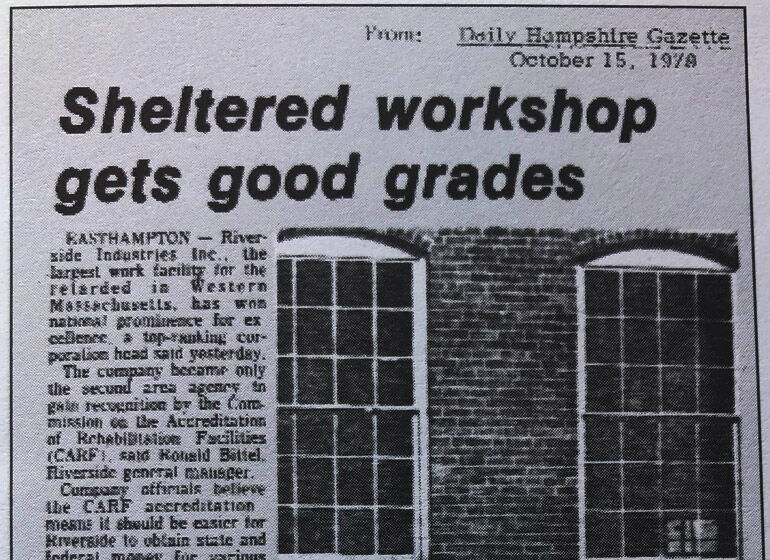 From: Daily Hampshire Gazette
October 15, 1978
Sheltered workshop
gets good grades
EASTHAMPTON — River-
side Industries Inc., the
largest work facility for the
retarded in Western
Massachusetts, has won
national prominence for ex
cellence, a top-ranking cor-
poration head said yesterday.
The company became only
the second area agency to
gain recognition by the Com-
mission on the Accreditation
of Rehabilitation Facilities
(CARF), said Ronald Bittel,
Riverside general manager.
Company officials believe
the CARF accreditation
means it should be easier for
Riverside to obtain state and
federal money for various